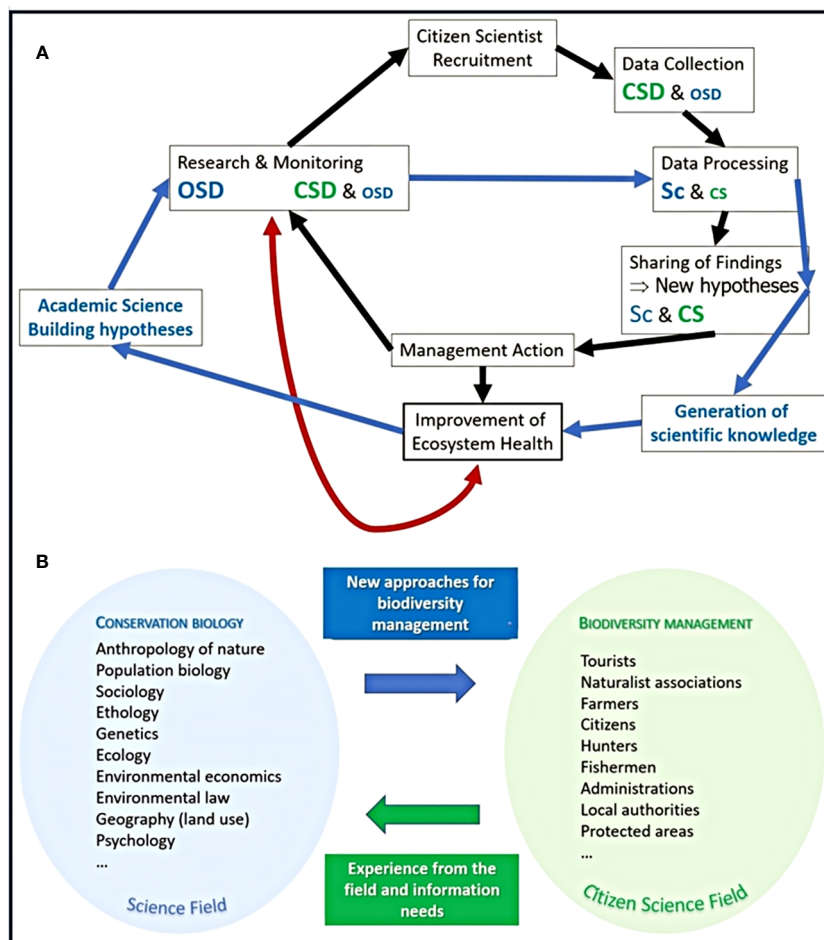 A
Citizen Scientist
Recruitment
Data Collection
CSD & OSD
Research & Monitoring
OSD CSD & OSD
Data Processing
Sc & CS
Sharing of Findings
⇒ New hypotheses
Sc & CS
Academic Science
Building hypotheses
Management Action
Improvement of
Ecosystem Health
Generation of
scientific knowledge
B
New approaches for
biodiversity
management
CONSERVATION BIOLOGY
Anthropology of nature
Population biology
Sociology
Ethology
Genetics
Ecology
Environmental economics
Environmental law
Geography (land use)
Psychology
...
Science Field
BIODIVERSITY MANAGEMENT
Tourists
Naturalist associations
Farmers
Citizens
Hunters
Fishermen
Administrations
Local authorities
Protected areas
...
Citizen Science Field
Experience from the
field and information
needs